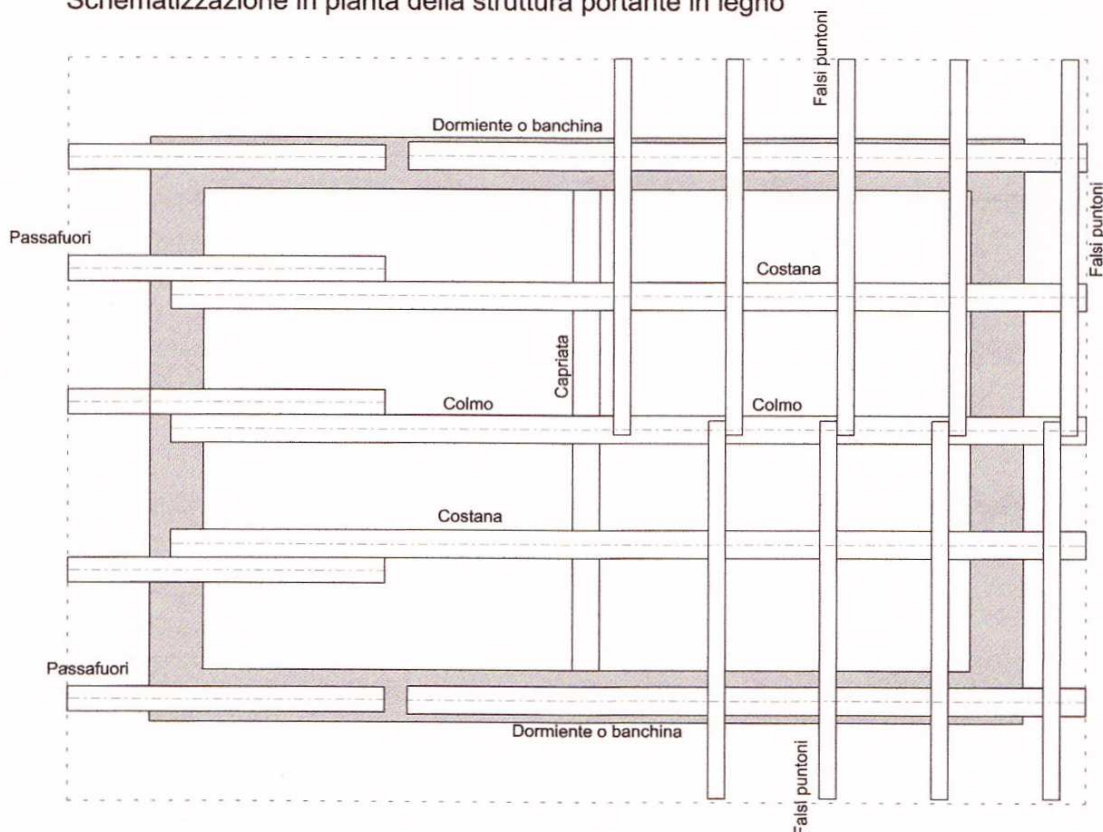 Schematizzazione in pianta della struttura portante in legno
Falsi puntoni
Dormiente o banchina
Passafuori
Costana
Falsi puntoni
Capriata
Colmo
Colmo
Costana
Passafuori
Dormiente o banchina
Falsi puntoni